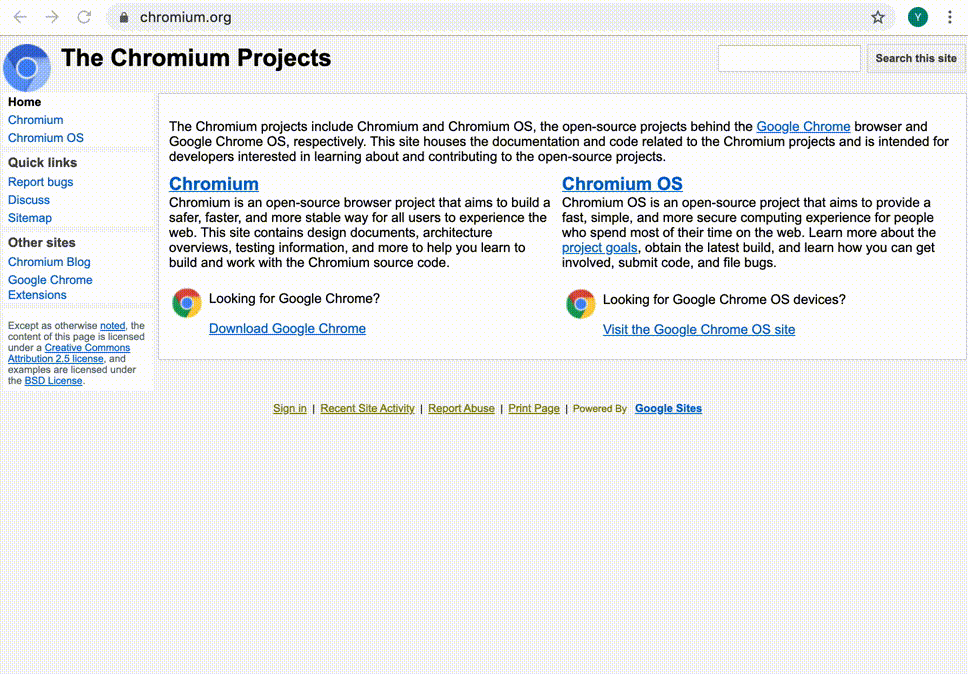 chromium.org
Y
The Chromium Projects
Search this site
Home
Chromium
Chromium OS
Quick links
Report bugs
Discuss
Sitemap
Other sites
Chromium Blog
Google Chrome
Extensions
Except as otherwise noted, the
content of this page is licensed
under a Creative Commons
Attribution 2.5 license, and
examples are licensed under
the BSD License.
The Chromium projects include Chromium and Chromium OS, the open-source projects behind the Google Chrome browser and
Google Chrome OS, respectively. This site houses the documentation and code related to the Chromium projects and is intended for
developers interested in learning about and contributing to the open-source projects.
Chromium
Chromium is an open-source browser project that aims to build a
safer, faster, and more stable way for all users to experience the
web. This site contains design documents, architecture
overviews, testing information, and more to help you learn to
build and work with the Chromium source code.
Looking for Google Chrome?
Download Google Chrome
Chromium OS
Chromium OS is an open-source project that aims to provide a
fast, simple, and more secure computing experience for people
who spend most of their time on the web. Learn more about the
project goals, obtain the latest build, and learn how you can get
involved, submit code, and file bugs.
Looking for Google Chrome OS devices?
Visit the Google Chrome OS site
Sign in | Recent Site Activity | Report Abuse | Print Page | Powered By Google Sites